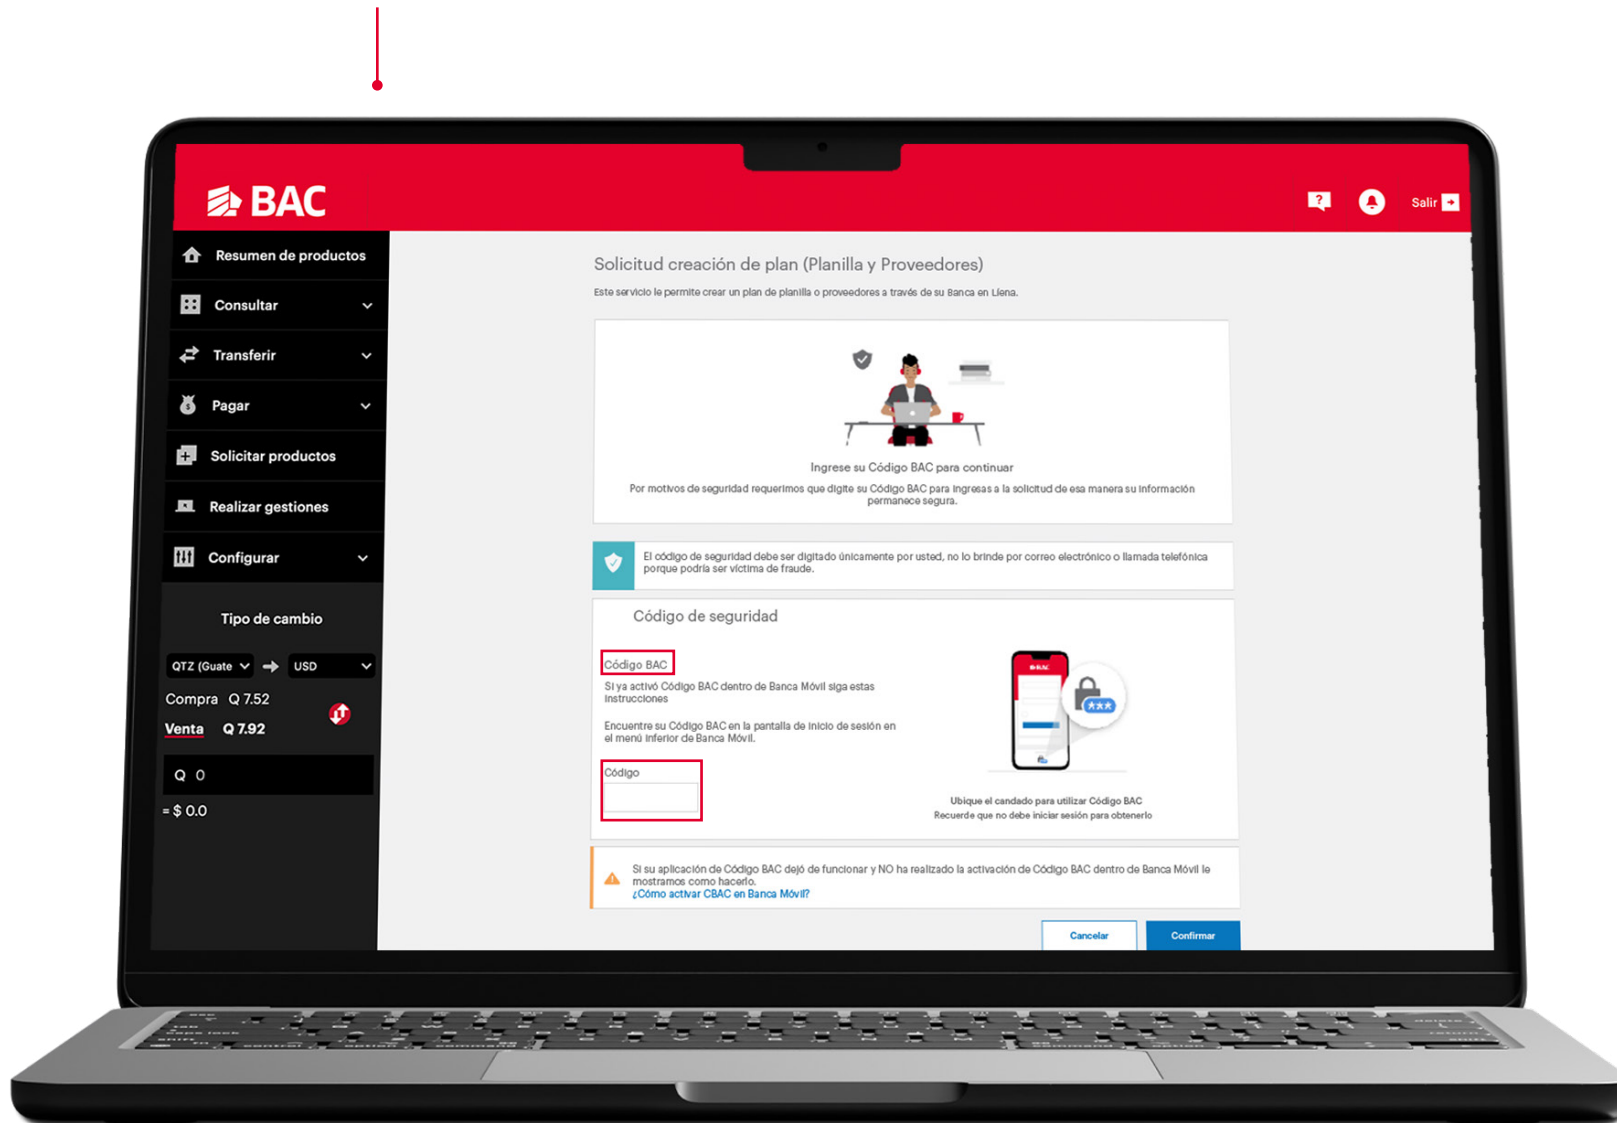 BAC
Salir
Resumen de productos
Consultar
Transferir
Pagar
Solicitar productos
Realizar gestiones
Configurar
Tipo de cambio
QTZ (Guate
USD
Compra Q 7.52
Venta Q 7.92
Q 0
= $ 0.0
Solicitud creación de plan (Planilla y Proveedores)
Este servicio le permite crear un plan de planilla o proveedores a través de su Banca en Liena.
Ingrese su Código BAC para continuar
Por motivos de seguridad requerimos que digite su Código BAC para ingresas a la solicitud de esa manera su información
permanece segura.
El código de seguridad debe ser digitado únicamente por usted, no lo brinde por correo electrónico o llamada telefónica
porque podría ser víctima de fraude.
Código de seguridad
Código BAC
Si ya activó Código BAC dentro de Banca Móvil siga estas
instrucciones
Encuentre su Código BAC en la pantalla de inicio de sesión en
el menú inferior de Banca Móvil.
Código
BAC
***
Ubique el candado para utilizar Código BAC
Recuerde que no debe iniciar sesión para obtenerlo
Si su aplicación de Código BAC dejó de funcionar y NO ha realizado la activación de Código BAC dentro de Banca Móvil le
mostramos como hacerlo.
¿Cómo activar CBAC en Banca Móvil?
Cancelar
Confirmar